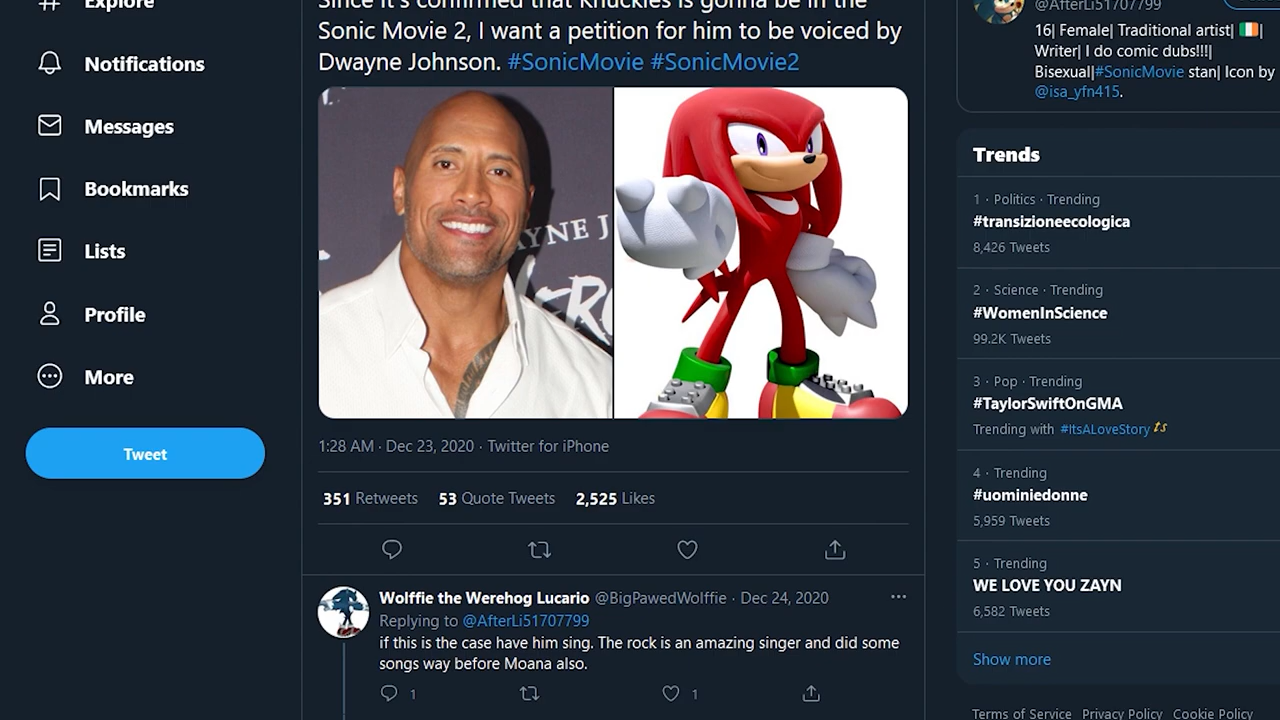 Explore
Notifications
Messages
Bookmarks
Lists
Profile
More
Tweet
Since it's confirmed that Knuckles is gonna be in the
Sonic Movie 2, I want a petition for him to be voiced by
Dwayne Johnson. #SonicMovie #SonicMovie2
YNE J
1:28 AM · Dec 23, 2020 · Twitter for iPhone
351 Retweets 53 Quote Tweets 2,525 Likes
Wolffie the Werehog Lucario @BigPawedWolffie · Dec 24, 2020
Replying to @AfterLi51707799
if this is the case have him sing. The rock is an amazing singer and did some
songs way before Moana also.
1 1
@AfterLi51707799
16| Female| Traditional artist| 🇮🇪|
Writer| I do comic dubs!!!|
Bisexual|#SonicMovie stan| Icon by
@isa_yfn415.
Trends
1 · Politics · Trending
#transizioneecologica
8,426 Tweets
2 · Science · Trending
#WomenInScience
99.2K Tweets
3 · Pop · Trending
#TaylorSwiftOnGMA
Trending with #ItsALoveStory
4 · Trending
#uominiedonne
5,959 Tweets
5 · Trending
WE LOVE YOU ZAYN
6,582 Tweets
Show more
Terms of Service Privacy Policy Cookie Policy